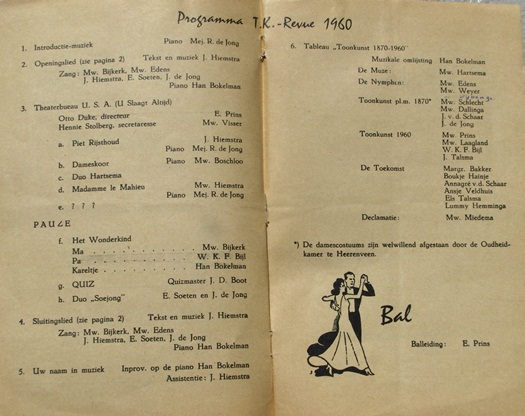 Programma T.K.-Revue 1960
1. Introductie-muziek Piano Mej. R. de Jong
2. Openingslied (zie pagina 2) Tekst en muziek J. Hiemstra
Zang: Mw. Bijkerk, Mw. Edens
J. Hiemstra, E. Soeten, J. de Jong
Piano Han Bokelman
3. Theaterbueau U. S. A. (U Slaagt Altijd)
Otto Duke, directeur E. Prins
Hennie Stolberg, secretaresse Mw. Visser
a. Piet Rijsthoud J. Hiemstra
Piano Mej. R. de Jong
b. Dameskoor Piano Mw. Boschloo
c. Duo Hartsema
d. Madamme le Mahieu Mw. Hiemstra
Piano Mej. R. de Jong
e. ? ? ?
PAUZE
f. Het Wonderkind
Ma . . . . . . . . . . . Mw. Bijkerk
Pa . . . . . . . . . . . W. K. F. Bijl
Kareltje . . . . . . . . . Han Bokelman
g. QUIZ Quizmaster J. D. Boot
h. Duo „Soejong” E. Soeten en J. de Jong
4. Sluitingslied (zie pagina 2) Tekst en muziek J. Hiemstra
Zang: Mw. Bijkerk, Mw. Edens
J. Hiemstra, E. Soeten, J. de Jong
Piano Han Bokelman
5. Uw naam in muziek Inprov. op de piano Han Bokelman
Assistentie: J. Hiemstra
6. Tableau „Toonkunst 1870-1960”
Muzikale omlijsting Han Bokelman
De Muze: Mw. Hartsema
De Nymphen: Mw. Edens
Mw. Weyer
Toonkunst pl.m. 1870* Mw. Schlecht
Mw. Dallinga
J. v. d. Schaar
J. de Jong
Toonkunst 1960 Mw. Prins
Mw. Laagland
W. K. F. Bijl
J. Talsma
De Toekomst Margr. Bakker
Boukje Hainje
Annagré v.d. Schaar
Ansje Veldhuis
Els Talsma
Lummy Hemminga
Declamatie: Mw. Miedema
*) De damescostuums zijn welwillend afgestaan door de Oudheid-
kamer te Heerenveen.
Bal
Balleiding: E. Prins